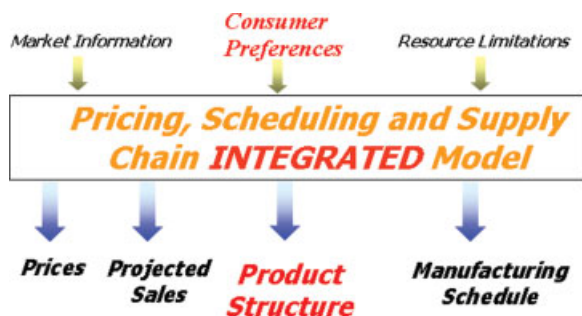 Market Information
Consumer
Preferences
Resource Limitations
Pricing, Scheduling and Supply
Chain INTEGRATED Model
Prices
Projected
Sales
Product
Structure
Manufacturing
Schedule